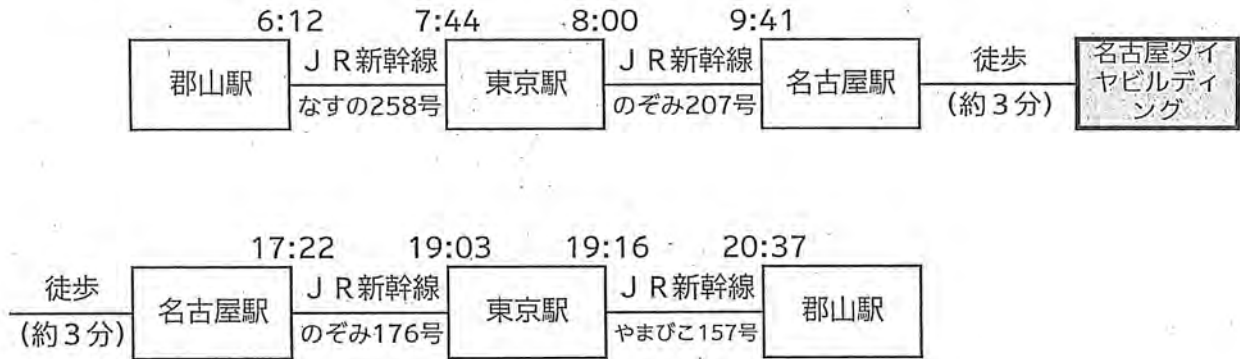 6:12 7:44 8:00 9:41
郡山駅 ＪＲ新幹線 なすの258号 東京駅 ＪＲ新幹線 のぞみ207号 名古屋駅 徒歩 (約３分)
名古屋ダイ
ヤビルディ
ング
17:22 19:03 19:16 20:37
徒歩 (約３分) 名古屋駅 ＪＲ新幹線 のぞみ176号 東京駅 ＪＲ新幹線 やまびこ157号 郡山駅